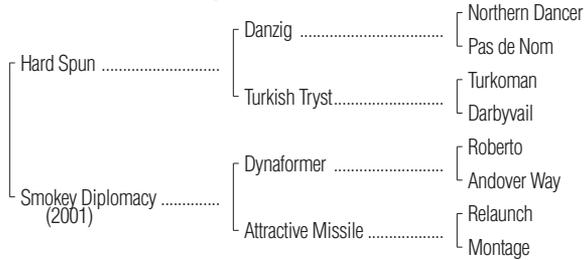 Northern Dancer
Danzig ..............................
Pas de Nom
Hard Spun .........................
Turkoman
Turkish Tryst.......................
Darbyvail
Roberto
Dynaformer .......................
Andover Way
Smokey Diplomacy .............
(2001)
Relaunch
Attractive Missile ................
Montage